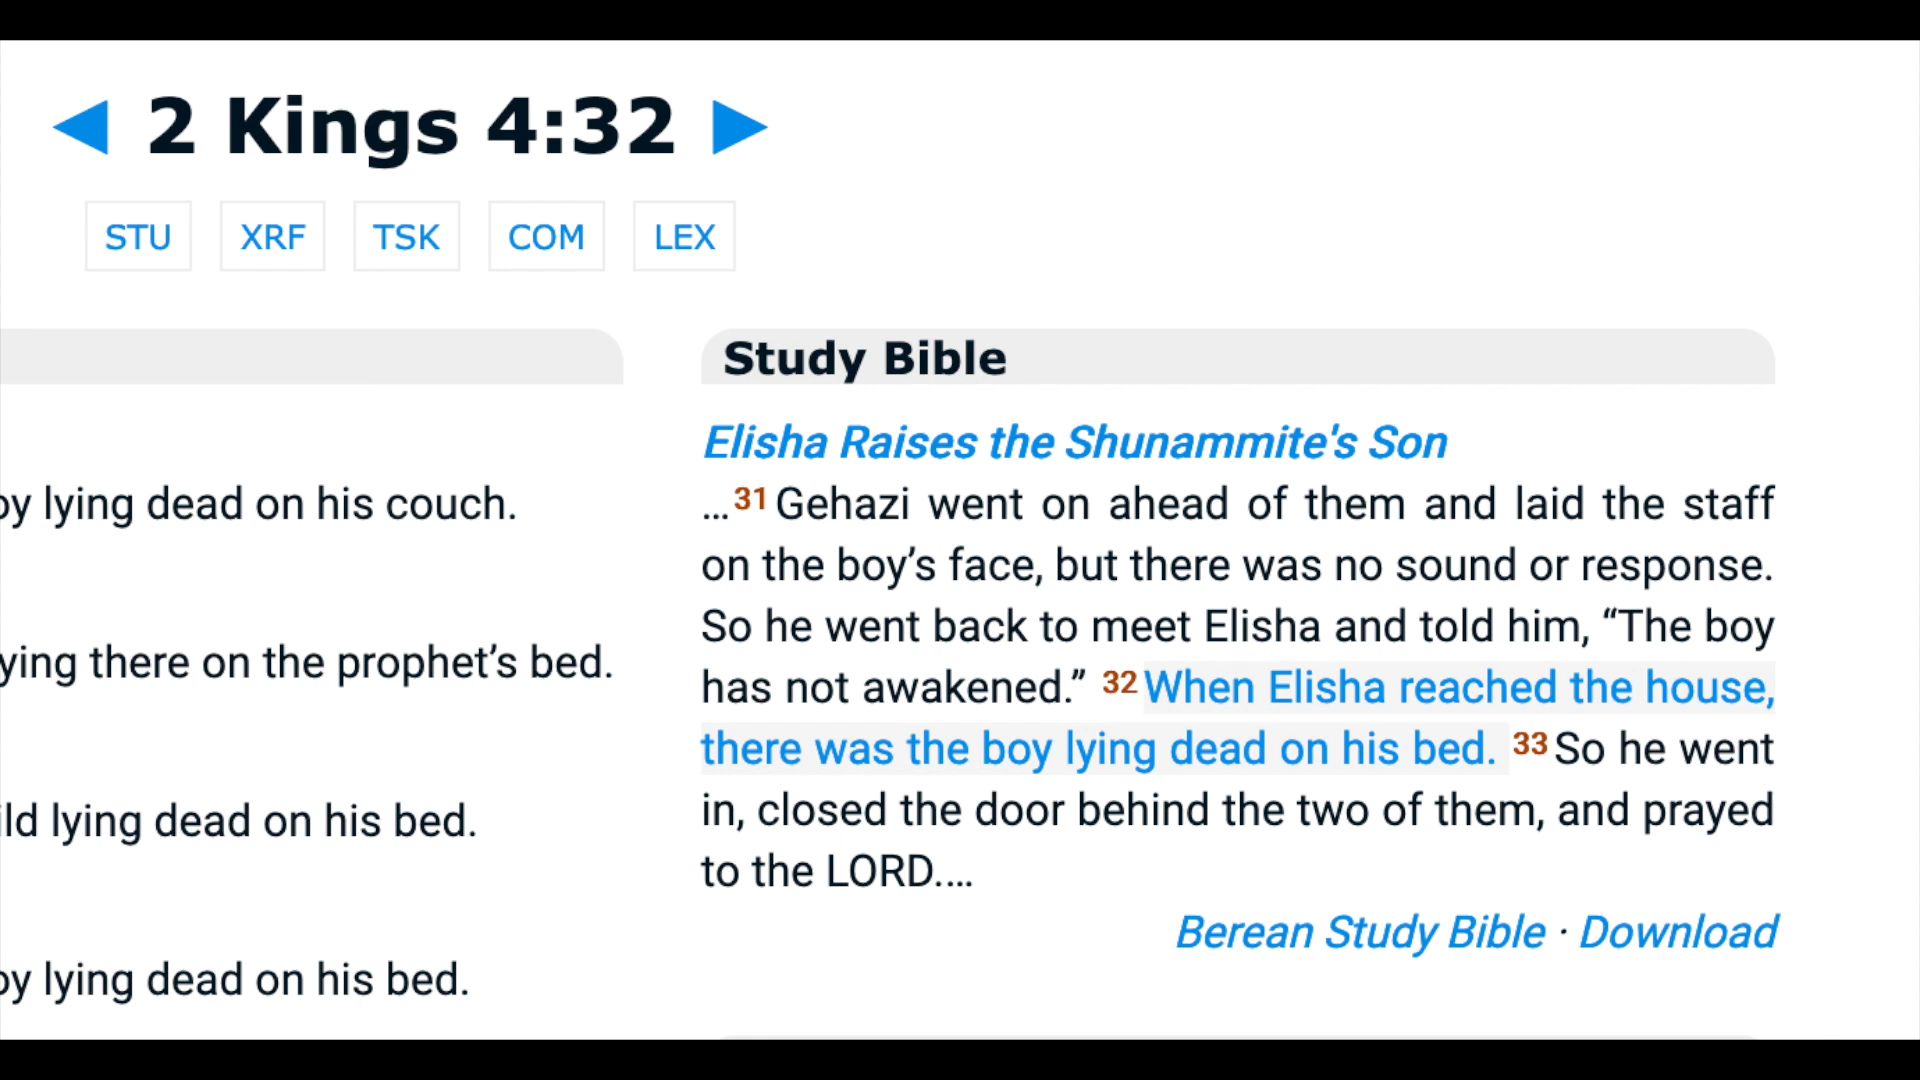 2 Kings 4:32
STU XRF TSK COM LEX
lying dead on his couch.
there on the prophet’s bed.
lying dead on his bed.
lying dead on his bed.
Study Bible
Elisha Raises the Shunammite's Son
...31 Gehazi went on ahead of them and laid the staff
on the boy’s face, but there was no sound or response.
So he went back to meet Elisha and told him, “The boy
has not awakened.” 32 When Elisha reached the house,
there was the boy lying dead on his bed. 33 So he went
in, closed the door behind the two of them, and prayed
to the LORD....
Berean Study Bible · Download